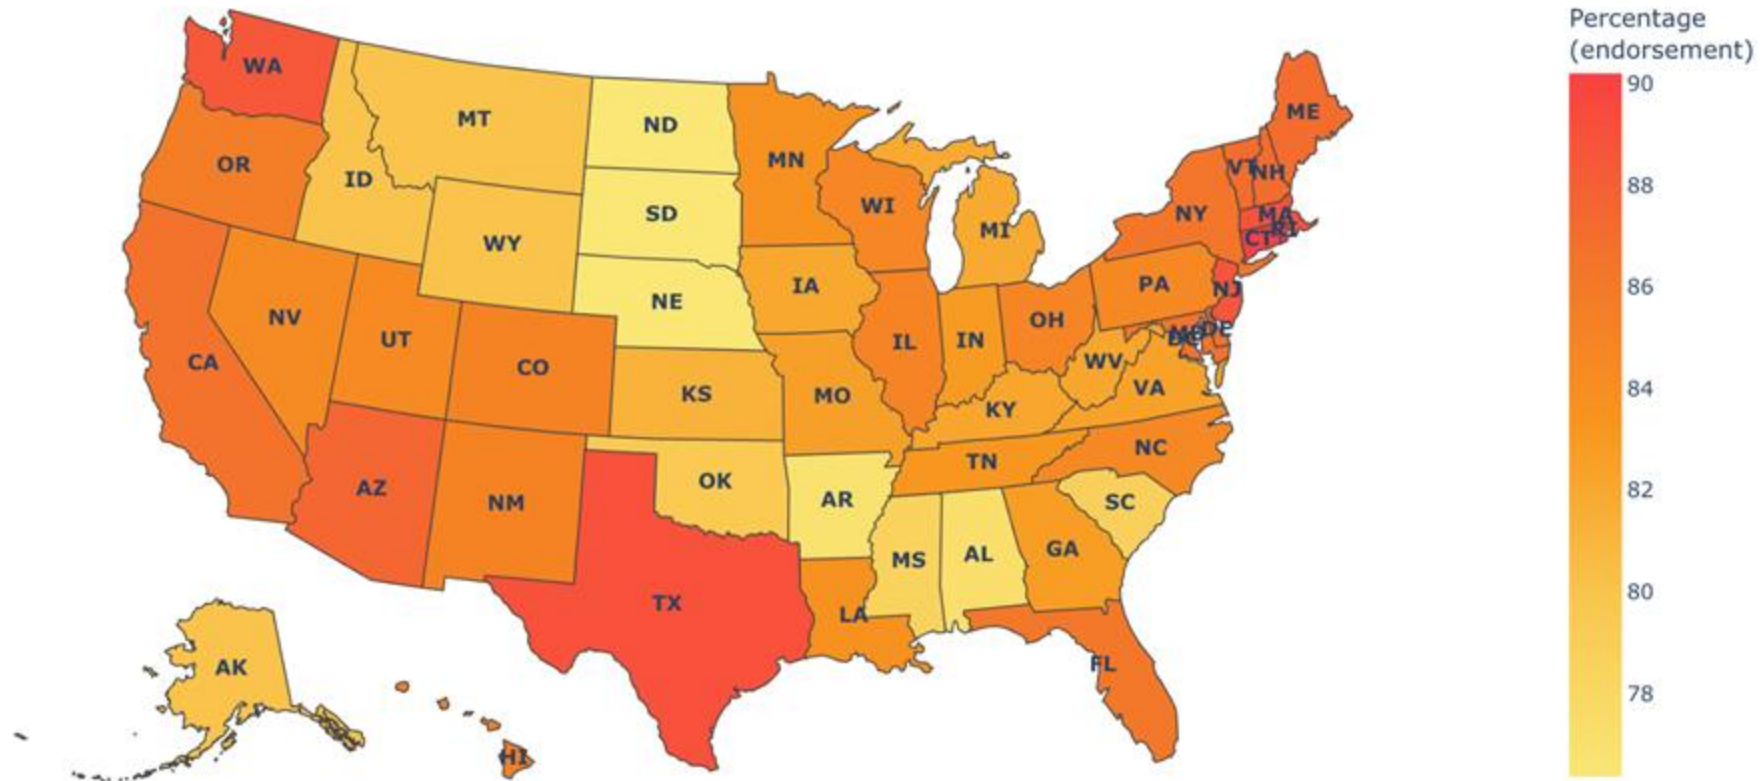 Percentage
(endorsement)
90
88
86
84
82
80
78
WA
OR
CA
NV
ID
MT
WY
UT
CO
AZ
NM
ND
SD
NE
KS
OK
TX
MN
IA
MO
AR
LA
WI
IL
MI
IN
OH
KY
TN
MS
AL
GA
FL
SC
NC
VA
WV
PA
NY
VT
NH
ME
MA
RI
CT
NJ
DE
MD
DC
AK
HI